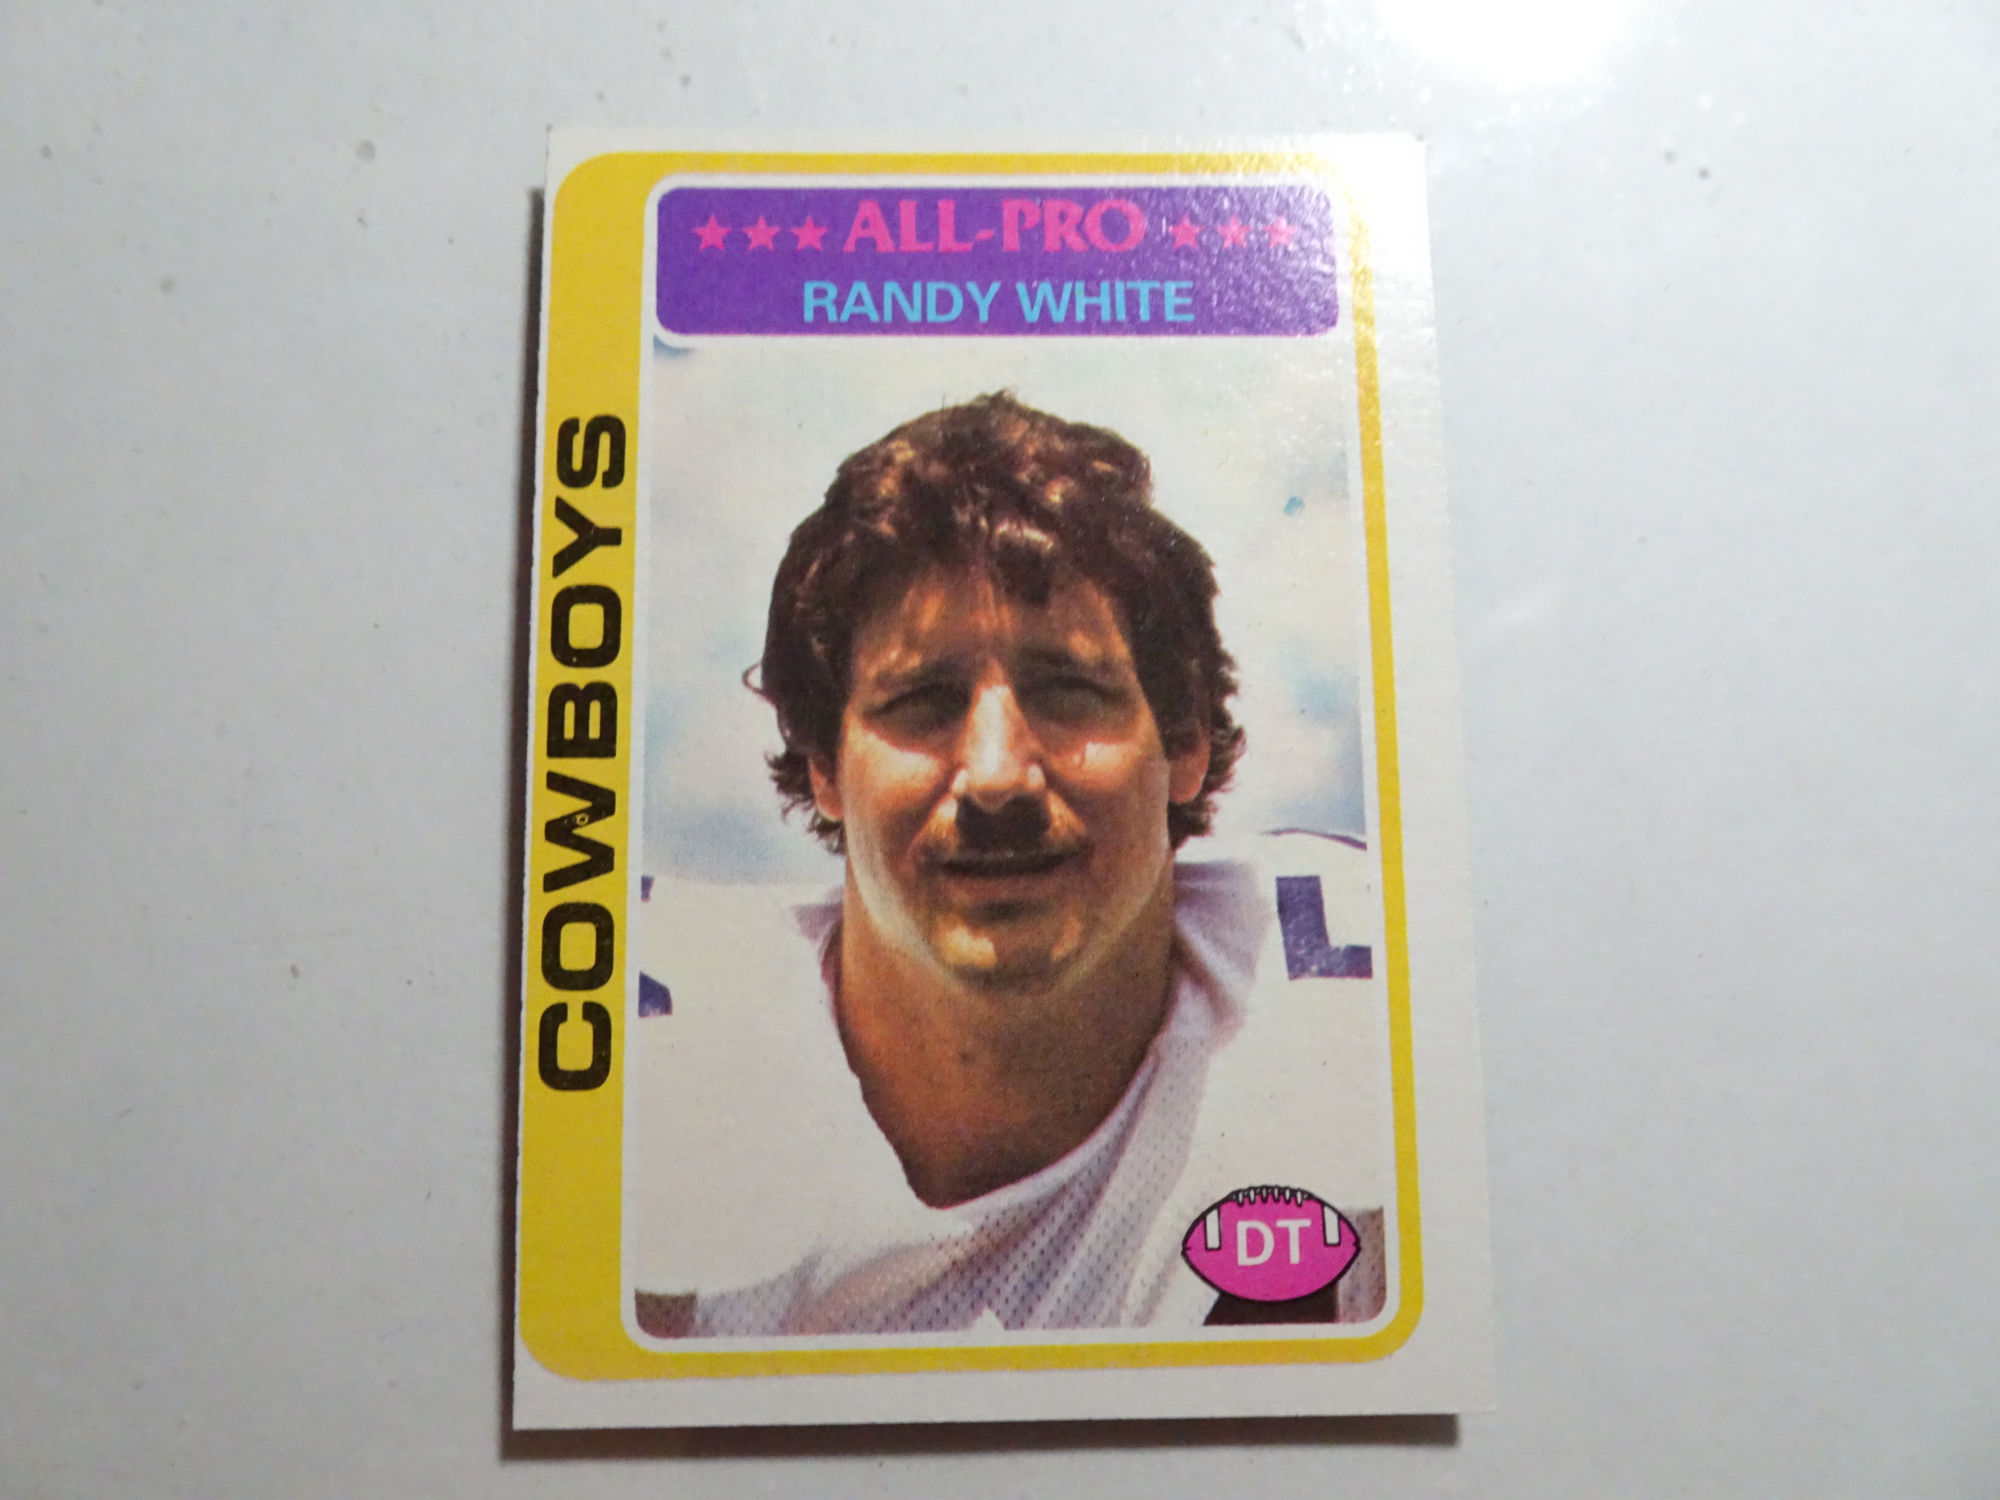 ★★★ ALL-PRO ★★★
RANDY WHITE
COWBOYS
DT